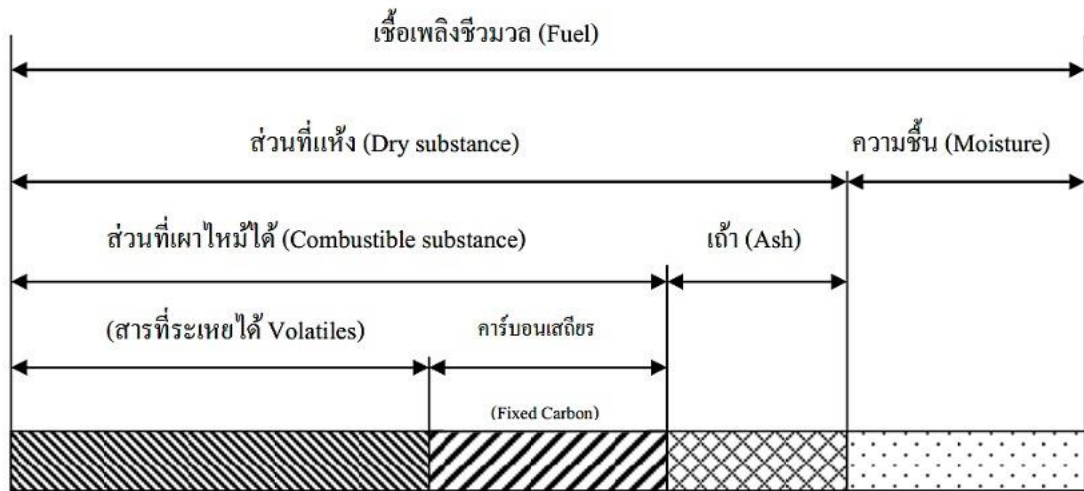 เชื้อเพลิงชีวมวล (Fuel)
ส่วนที่แห้ง (Dry substance)
ความชื้น (Moisture)
ส่วนที่เผาไหม้ได้ (Combustible substance)
เถ้า (Ash)
(สารที่ระเหยได้ Volatiles)
คาร์บอนเสถียร
(Fixed Carbon)